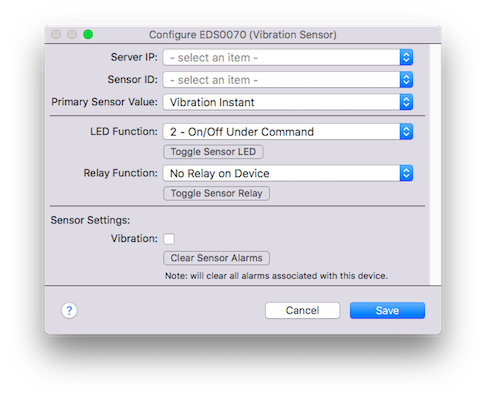 Configure EDS0070 (Vibration Sensor)
Server IP: - select an item -
Sensor ID: - select an item -
Primary Sensor Value: Vibration Instant
LED Function: 2 - On/Off Under Command
Toggle Sensor LED
Relay Function: No Relay on Device
Toggle Sensor Relay
Sensor Settings:
Vibration:
Clear Sensor Alarms
Note: will clear all alarms associated with this device.
? Cancel Save